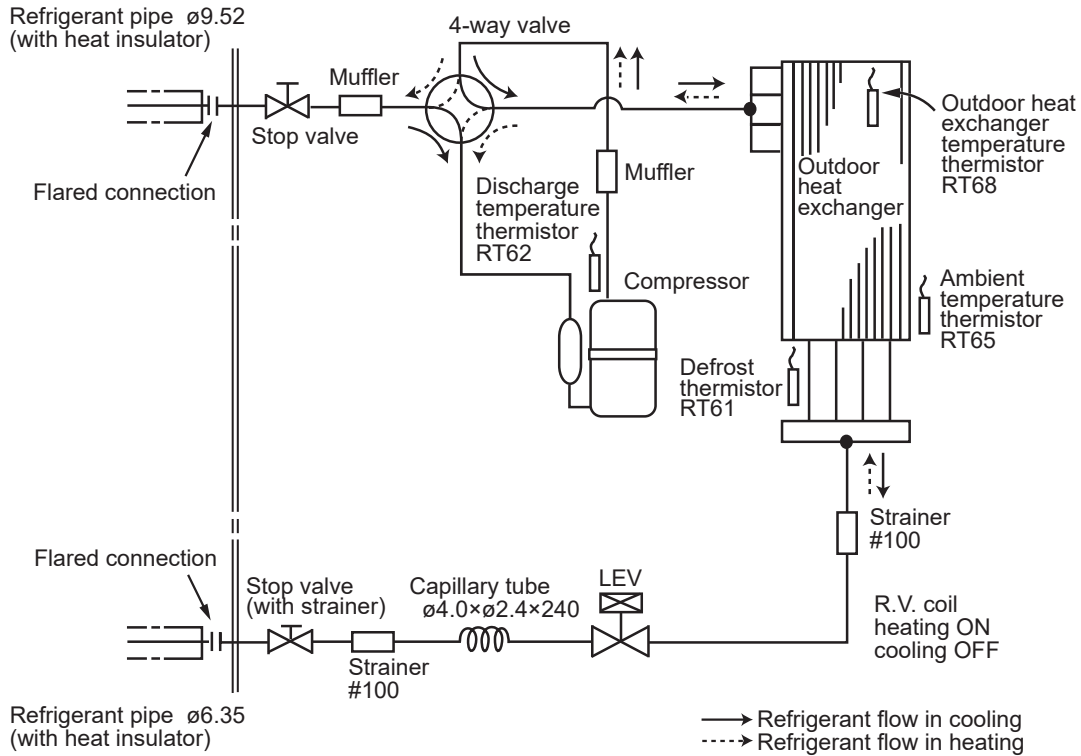 Refrigerant pipe ø9.52
(with heat insulator)
4-way valve
Muffler
Stop valve
Flared connection
Outdoor heat
exchanger
temperature
thermistor
RT68
Outdoor
heat
exchanger
Muffler
Discharge
temperature
thermistor
RT62
Compressor
Ambient
temperature
thermistor
RT65
Defrost
thermistor
RT61
Strainer
#100
Flared connection
Stop valve
(with strainer)
Capillary tube
ø4.0×ø2.4×240
LEV
R.V. coil
heating ON
cooling OFF
Strainer
#100
Refrigerant pipe ø6.35
(with heat insulator)
Refrigerant flow in cooling
Refrigerant flow in heating